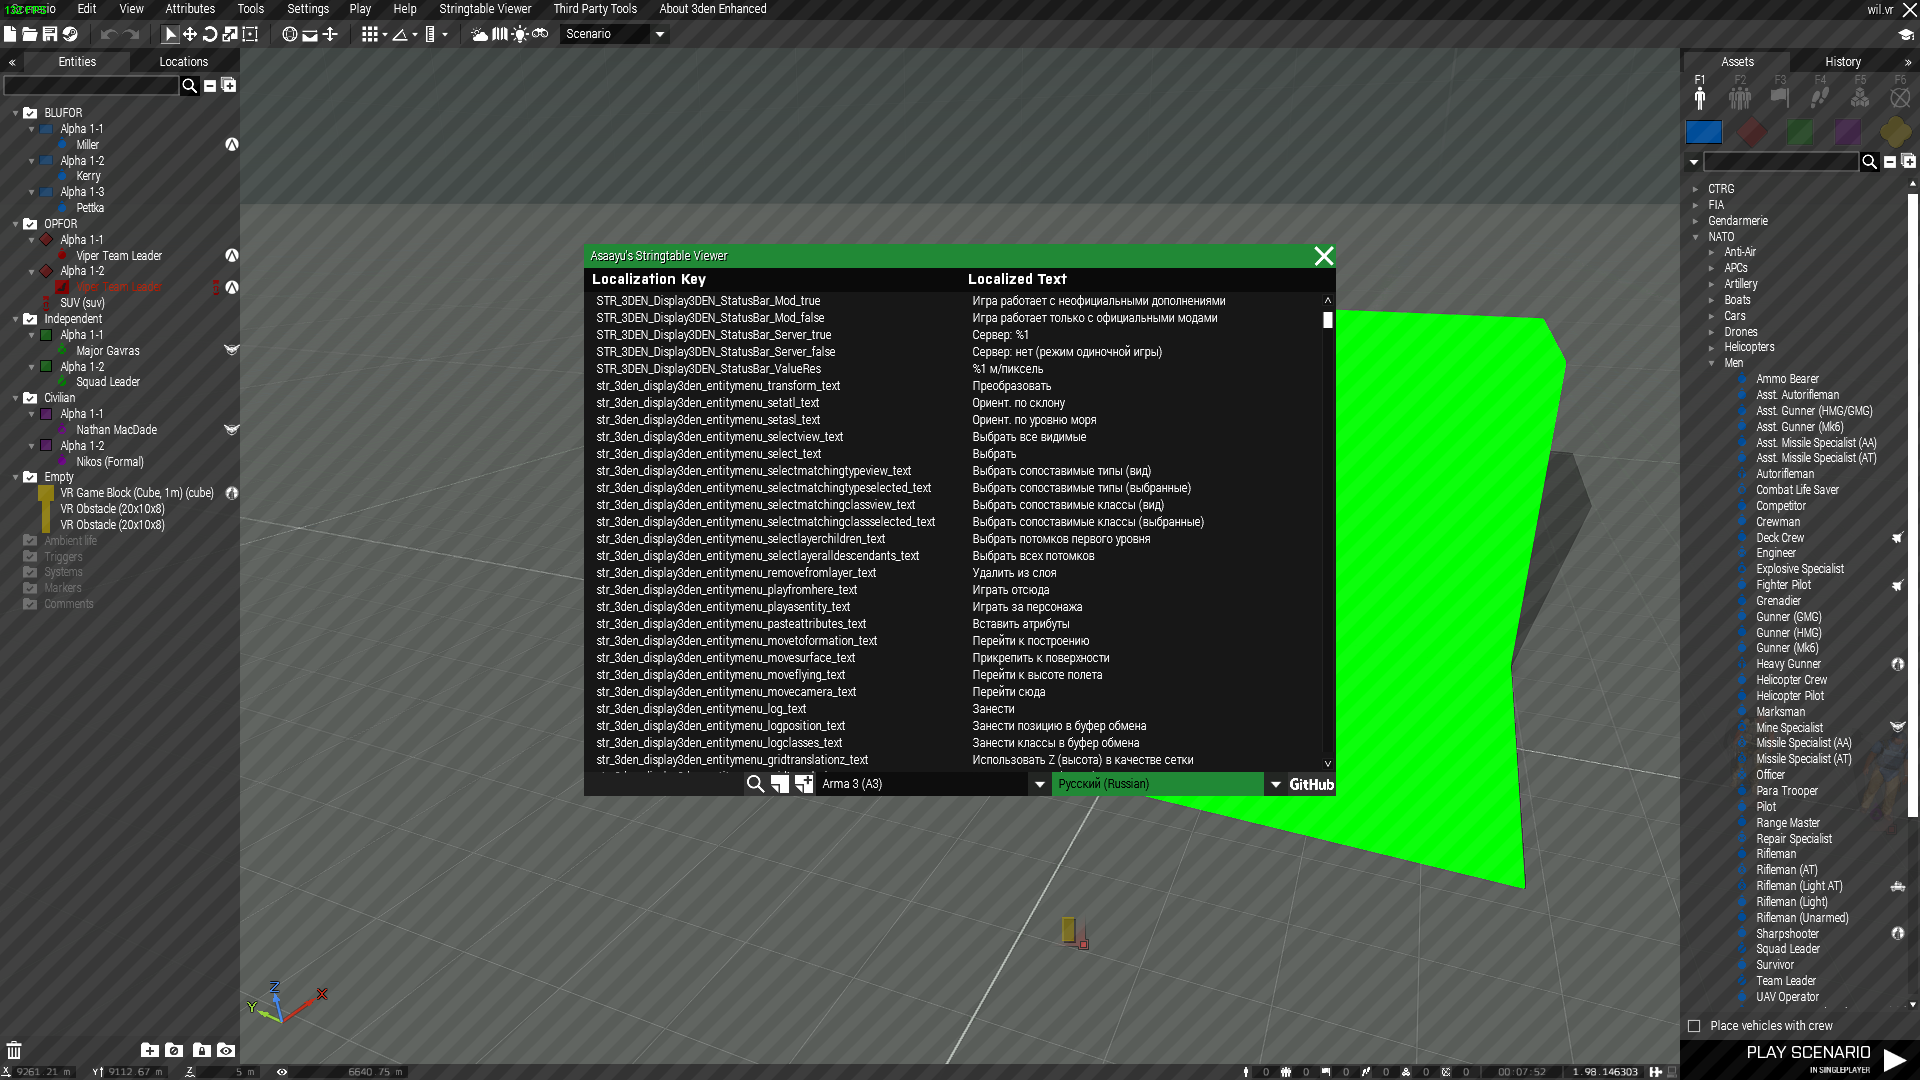 Edit View Attributes Tools Settings Play Help Stringtable Viewer Third Party Tools About 3den Enhanced wil.vr
Scenario
Entities Locations
BLUFOR
Alpha 1-1
Miller
Alpha 1-2
Kerry
Alpha 1-3
Pettka
OPFOR
Alpha 1-1
Viper Team Leader
Alpha 1-2
Viper Team Leader
SUV (suv)
Independent
Alpha 1-1
Major Gavras
Alpha 1-2
Squad Leader
Civilian
Alpha 1-1
Nathan MacDade
Alpha 1-2
Nikos (Formal)
Empty
VR Game Block (Cube, 1m) (cube)
VR Obstacle (20x10x8)
VR Obstacle (20x10x8)
Ambient life
Triggers
Systems
Markers
Comments
Asaayu's Stringtable Viewer
Localization Key Localized Text
STR_3DEN_Display3DEN_StatusBar_Mod_true Игра работает с неофициальными дополнениями
STR_3DEN_Display3DEN_StatusBar_Mod_false Игра работает только с официальными модами
STR_3DEN_Display3DEN_StatusBar_Server_true Сервер: %1
STR_3DEN_Display3DEN_StatusBar_Server_false Сервер: нет (режим одиночной игры)
STR_3DEN_Display3DEN_StatusBar_ValueRes %1 м/пиксель
str_3den_display3den_entitymenu_transform_text Преобразовать
str_3den_display3den_entitymenu_setatl_text Ориент. по склону
str_3den_display3den_entitymenu_setasl_text Ориент. по уровню моря
str_3den_display3den_entitymenu_selectview_text Выбрать все видимые
str_3den_display3den_entitymenu_select_text Выбрать
str_3den_display3den_entitymenu_selectmatchingtypeview_text Выбрать сопоставимые типы (вид)
str_3den_display3den_entitymenu_selectmatchingtypeselected_text Выбрать сопоставимые типы (выбранные)
str_3den_display3den_entitymenu_selectmatchingclassview_text Выбрать сопоставимые классы (вид)
str_3den_display3den_entitymenu_selectmatchingclassselected_text Выбрать сопоставимые классы (выбранные)
str_3den_display3den_entitymenu_selectlayerchildren_text Выбрать потомков первого уровня
str_3den_display3den_entitymenu_selectlayeralldescendants_text Выбрать всех потомков
str_3den_display3den_entitymenu_removefromlayer_text Удалить из слоя
str_3den_display3den_entitymenu_playfromhere_text Играть отсюда
str_3den_display3den_entitymenu_playasentity_text Играть за персонажа
str_3den_display3den_entitymenu_pasteattributes_text Вставить атрибуты
str_3den_display3den_entitymenu_movetoformation_text Перейти к построению
str_3den_display3den_entitymenu_movesurface_text Прикрепить к поверхности
str_3den_display3den_entitymenu_moveflying_text Перейти к высоте полета
str_3den_display3den_entitymenu_movecamera_text Перейти сюда
str_3den_display3den_entitymenu_log_text Занести
str_3den_display3den_entitymenu_logposition_text Занести позицию в буфер обмена
str_3den_display3den_entitymenu_logclasses_text Занести классы в буфер обмена
str_3den_display3den_entitymenu_gridtranslationz_text Использовать Z (высота) в качестве сетки
Arma 3 (A3) Русский (Russian) GitHub
Z
Y X
Assets History
F1 F2 F3 F4 F5 F6
CTRG
FIA
Gendarmerie
NATO
Anti-Air
APCs
Artillery
Boats
Cars
Drones
Helicopters
Men
Ammo Bearer
Asst. Autorifleman
Asst. Gunner (HMG/GMG)
Asst. Gunner (Mk6)
Asst. Missile Specialist (AA)
Asst. Missile Specialist (AT)
Autorifleman
Combat Life Saver
Competitor
Crewman
Deck Crew
Engineer
Explosive Specialist
Fighter Pilot
Grenadier
Gunner (GMG)
Gunner (HMG)
Gunner (Mk6)
Heavy Gunner
Helicopter Crew
Helicopter Pilot
Marksman
Mine Specialist
Missile Specialist (AA)
Missile Specialist (AT)
Officer
Para Trooper
Pilot
Range Master
Repair Specialist
Rifleman
Rifleman (AT)
Rifleman (Light AT)
Rifleman (Light)
Rifleman (Unarmed)
Sharpshooter
Squad Leader
Survivor
Team Leader
UAV Operator
Place vehicles with crew
PLAY SCENARIO
IN SINGLEPLAYER
X 9261.21 m Y 9112.67 m Z 5 m 6640.75 m 0 0 0 0 0 0 00:07:52 1.98.146303